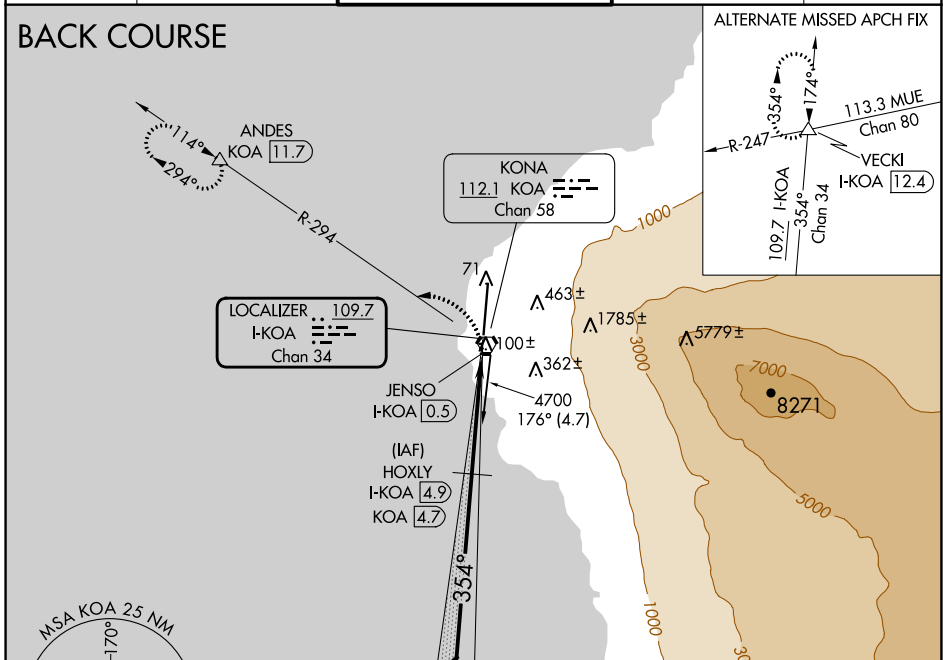 BACK COURSE
ALTERNATE MISSED APCH FIX
354°
174°
113.3 MUE
Chan 80
R-247
VECKI
I-KOA 12.4
109.7 I-KOA
354°
Chan 34
114°
294°
ANDES
KOA 11.7
R-294
KONA
112.1 KOA
Chan 58
1000
71
463±
1785±
5779±
3000
7000
8271
LOCALIZER 109.7
I-KOA
Chan 34
100±
362±
JENSO
I-KOA 0.5
4700
176° (4.7)
(IAF)
HOXLY
I-KOA 4.9
KOA 4.7
5000
354°
1000
30
MSA KOA 25 NM
170°